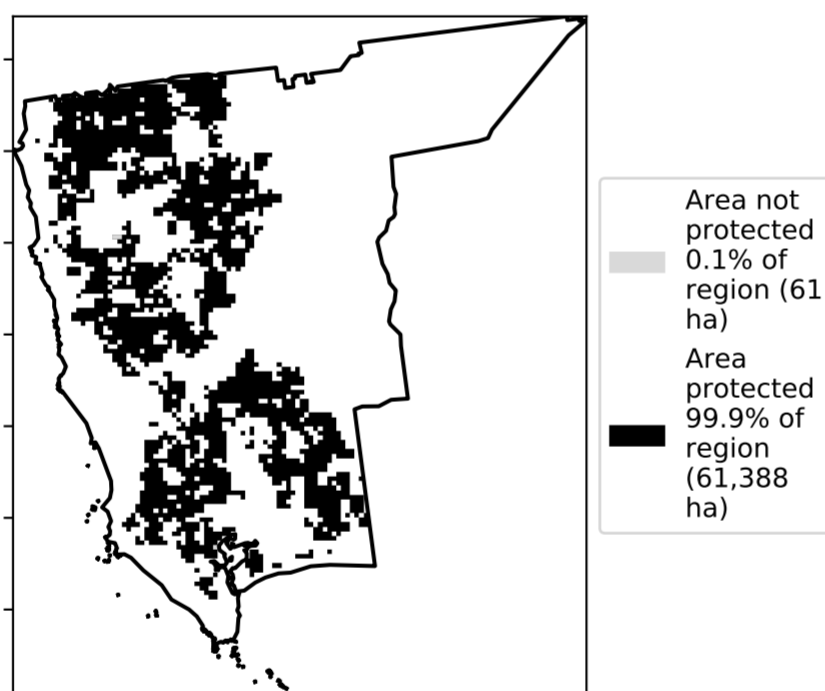 Area not
protected
0.1% of
region (61
ha)
Area
protected
99.9% of
region
(61,388
ha)